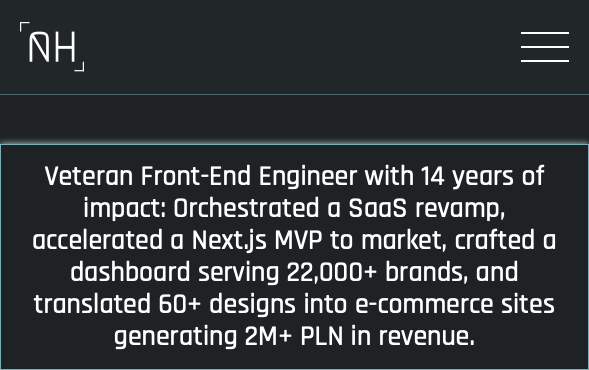 NH
Veteran Front-End Engineer with 14 years of
impact: Orchestrated a SaaS revamp,
accelerated a Next.js MVP to market, crafted a
dashboard serving 22,000+ brands, and
translated 60+ designs into e-commerce sites
generating 2M+ PLN in revenue.